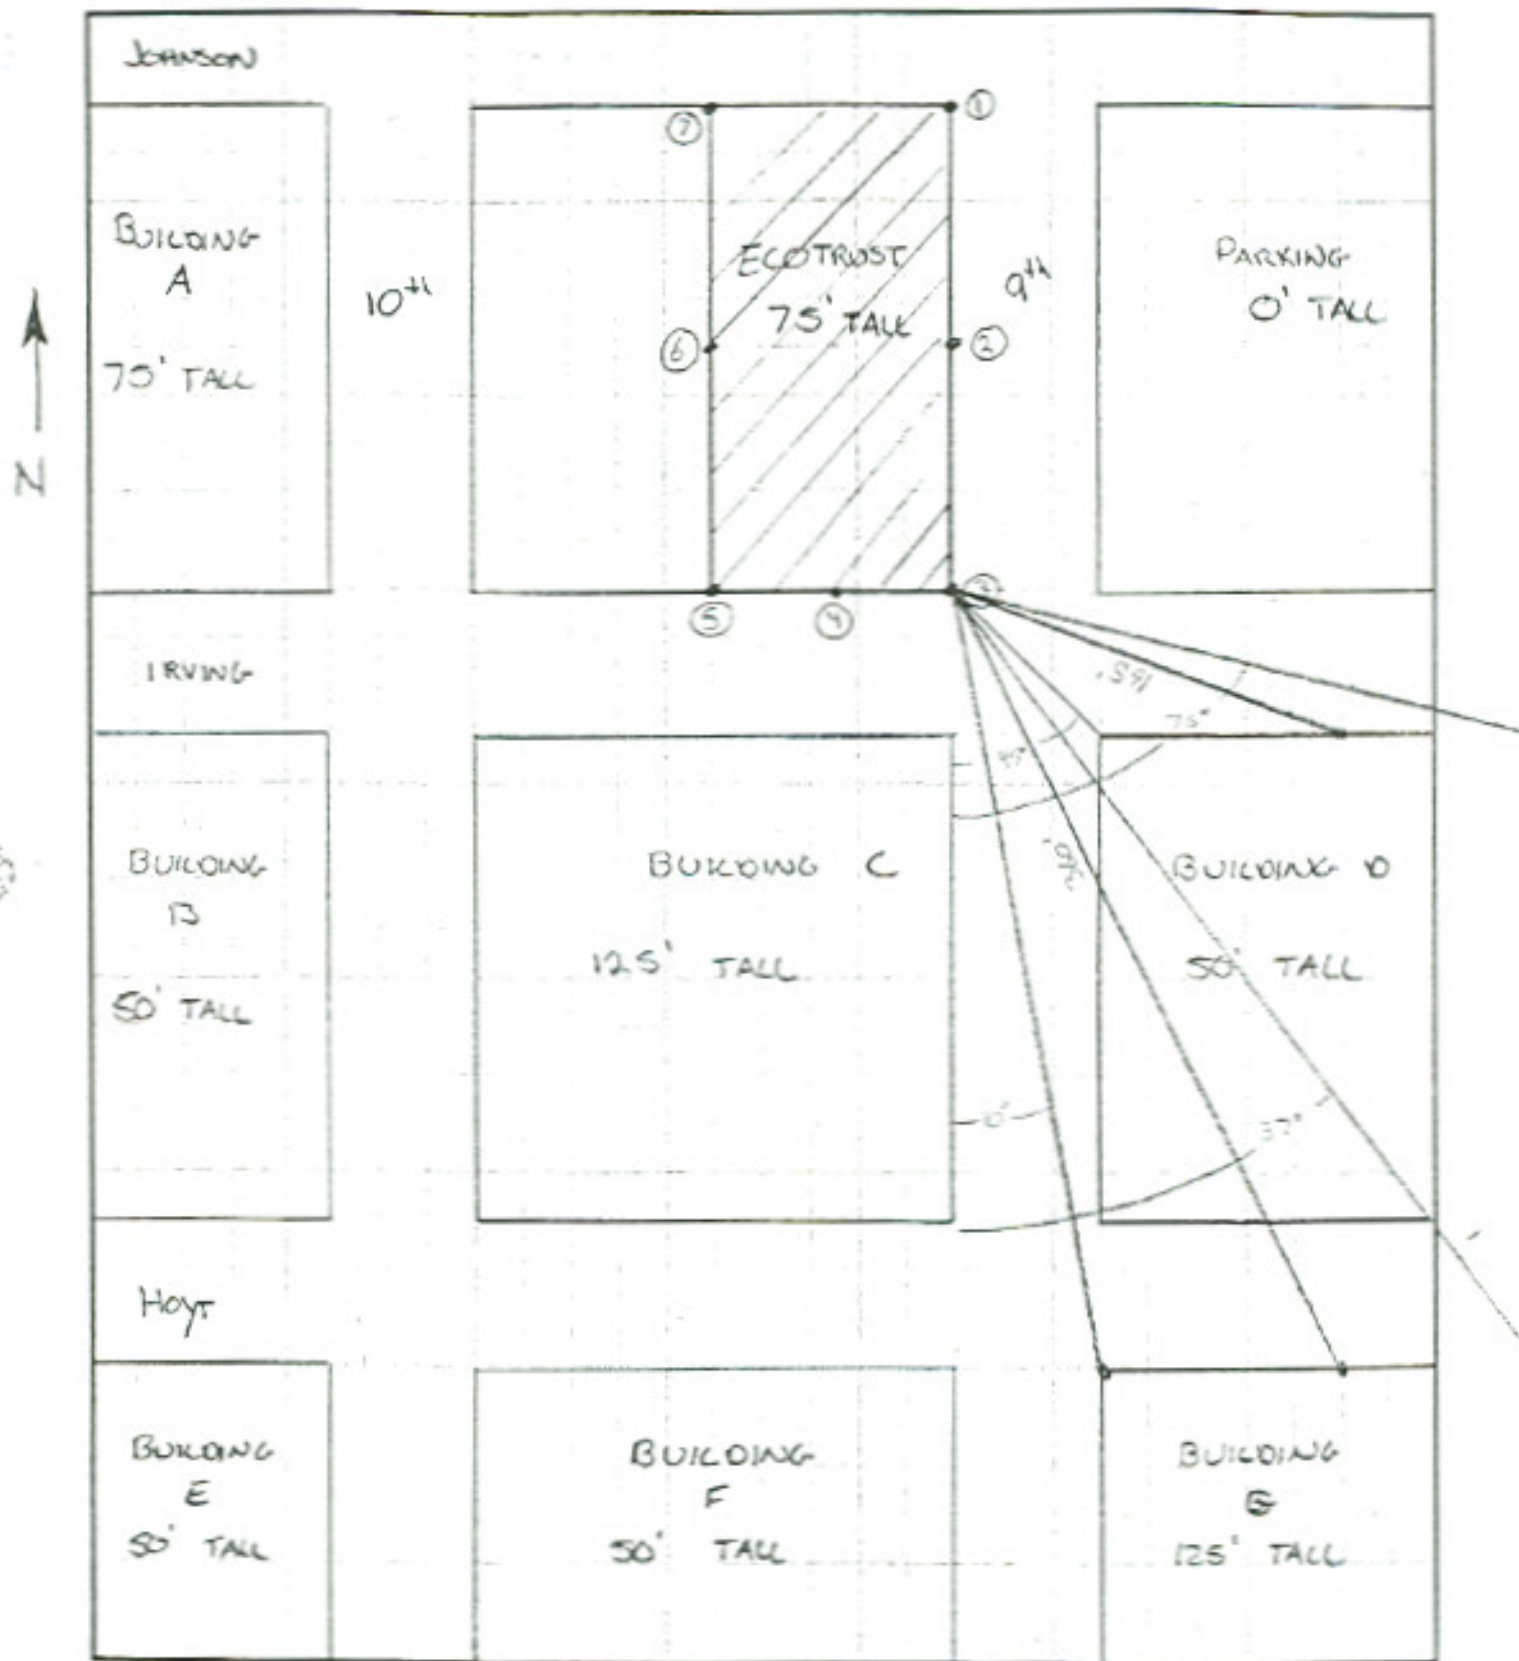 JOHNSON
①
⑦
BUILDING
A
75' TALL
10th
ECOTRUST
75' TALL
9th
PARKING
0' TALL
②
⑥
N
③
⑤
④
IRVING
165'
75°
45°
BUILDING
B
50' TALL
BUILDING C
125' TALL
BUILDING D
50' TALL
10°
37°
HOYT
BUILDING
E
50' TALL
BUILDING
F
50' TALL
BUILDING
G
125' TALL